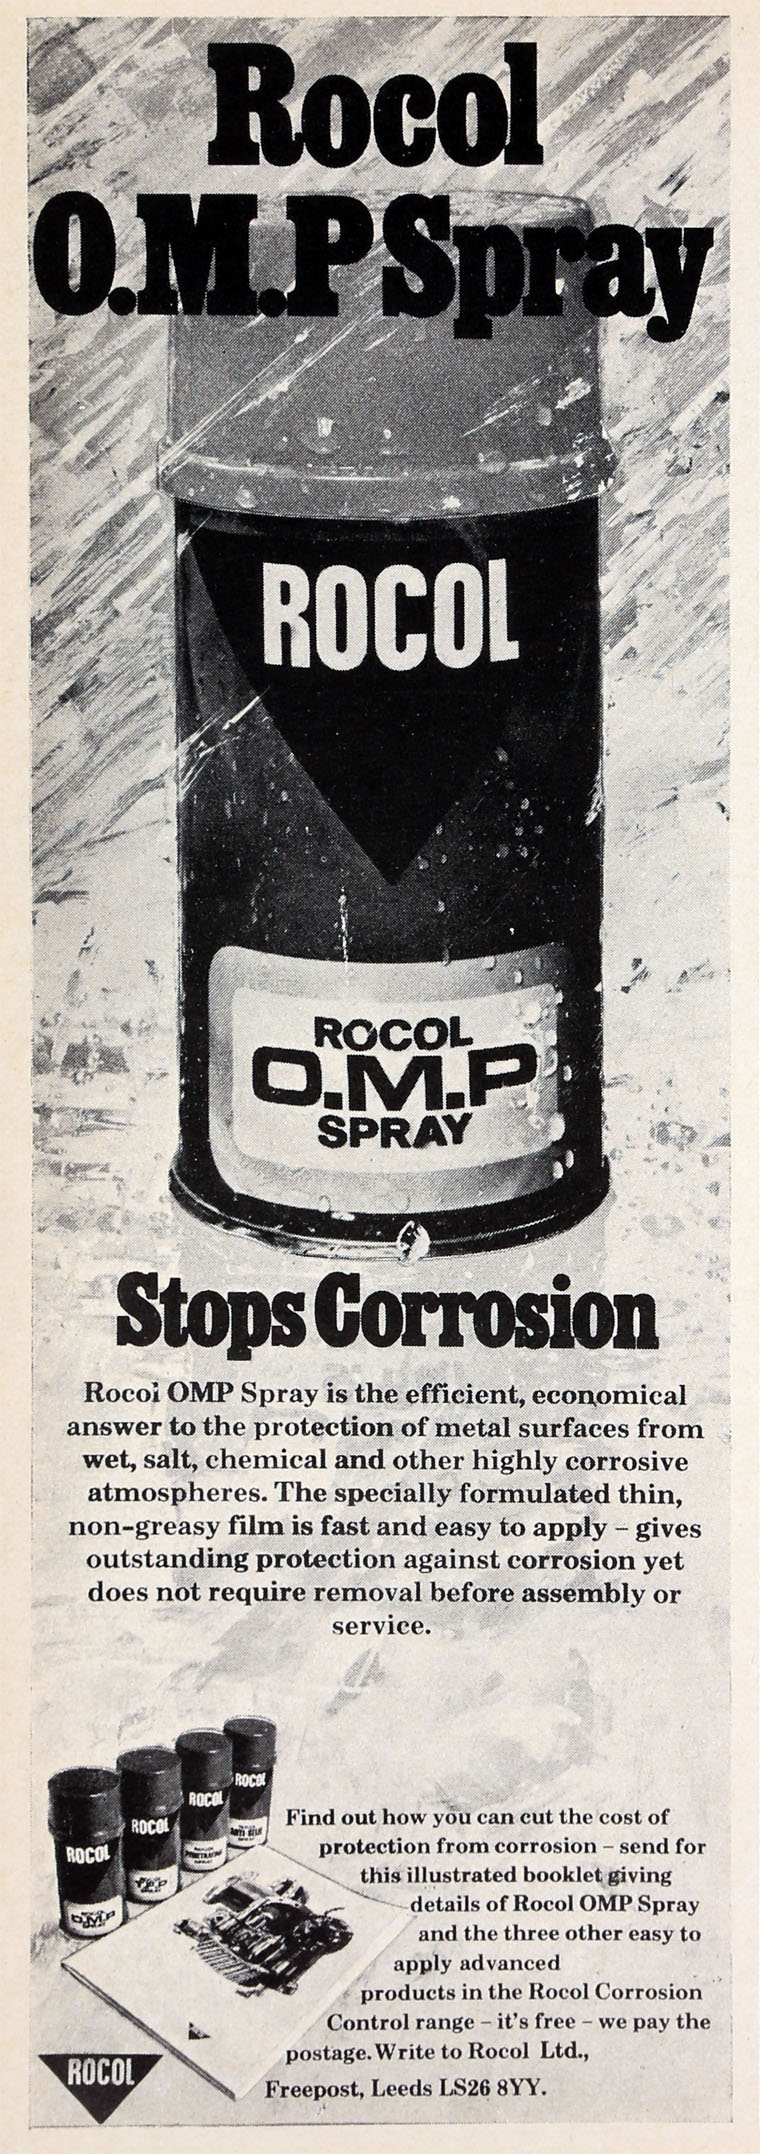 Rocol
O.M.P Spray
ROCOL
ROCOL
O.M.P
SPRAY
Stops Corrosion
Rocol OMP Spray is the efficient, economical
answer to the protection of metal surfaces from
wet, salt, chemical and other highly corrosive
atmospheres. The specially formulated thin,
non-greasy film is fast and easy to apply – gives
outstanding protection against corrosion yet
does not require removal before assembly or
service.
ROCOL
ROCOL
ROCOL
ROCOL
O.M.P
Find out how you can cut the cost of
protection from corrosion – send for
this illustrated booklet giving
details of Rocol OMP Spray
and the three other easy to
apply advanced
products in the Rocol Corrosion
Control range – it's free – we pay the
postage. Write to Rocol Ltd.,
Freepost, Leeds LS26 8YY.
ROCOL